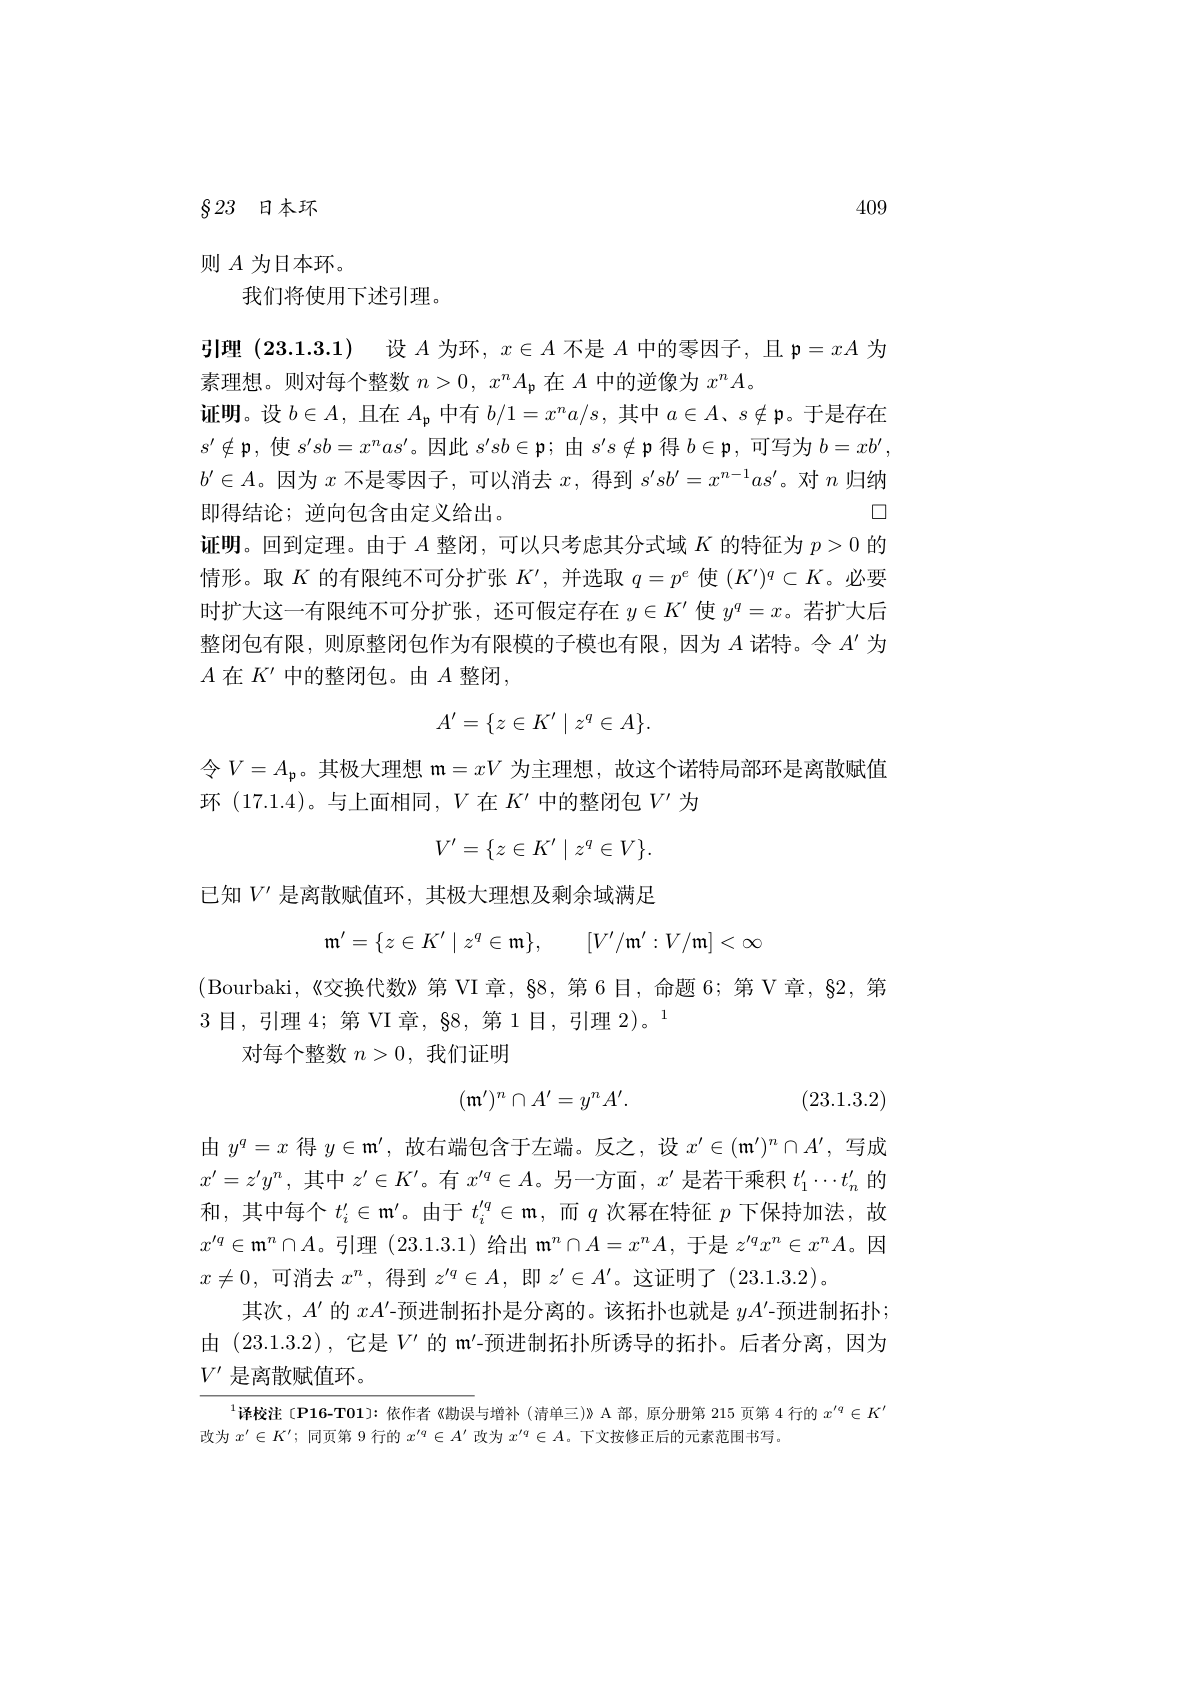 §23 日本环 409
则 A 为日本环。
我们将使用下述引理。
引理（23.1.3.1） 设 A 为环，x ∈ A 不是 A 中的零因子，且 𝔭 = xA 为
素理想。则对每个整数 n > 0，xⁿA_𝔭 在 A 中的逆像为 xⁿA。
证明。设 b ∈ A，且在 A_𝔭 中有 b/1 = xⁿa/s，其中 a ∈ A、s ∉ 𝔭。于是存在
s′ ∉ 𝔭，使 s′sb = xⁿas′。因此 s′sb ∈ 𝔭；由 s′s ∉ 𝔭 得 b ∈ 𝔭，可写为 b = xb′，
b′ ∈ A。因为 x 不是零因子，可以消去 x，得到 s′sb′ = xⁿ⁻¹as′。对 n 归纳
即得结论；逆向包含由定义给出。 □
证明。回到定理。由于 A 整闭，可以只考虑其分式域 K 的特征为 p > 0 的
情形。取 K 的有限纯不可分扩张 K′，并选取 q = pᵉ 使 (K′)^q ⊂ K。必要
时扩大这一有限纯不可分扩张，还可假定存在 y ∈ K′ 使 y^q = x。若扩大后
整闭包有限，则原整闭包作为有限模的子模也有限，因为 A 诺特。令 A′ 为
A 在 K′ 中的整闭包。由 A 整闭，
A′ = {z ∈ K′ | z^q ∈ A}.
令 V = A_𝔭。其极大理想 𝔪 = xV 为主理想，故这个诺特局部环是离散赋值
环（17.1.4）。与上面相同，V 在 K′ 中的整闭包 V′ 为
V′ = {z ∈ K′ | z^q ∈ V}.
已知 V′ 是离散赋值环，其极大理想及剩余域满足
𝔪′ = {z ∈ K′ | z^q ∈ 𝔪}, [V′/𝔪′ : V/𝔪] < ∞
（Bourbaki，《交换代数》第 VI 章，§8，第 6 目，命题 6；第 V 章，§2，第
3 目，引理 4；第 VI 章，§8，第 1 目，引理 2）。¹
对每个整数 n > 0，我们证明
(𝔪′)ⁿ ∩ A′ = yⁿA′. (23.1.3.2)
由 y^q = x 得 y ∈ 𝔪′，故右端包含于左端。反之，设 x′ ∈ (𝔪′)ⁿ ∩ A′，写成
x′ = z′yⁿ，其中 z′ ∈ K′。有 x′^q ∈ A。另一方面，x′ 是若干乘积 t′₁ ⋯ t′ₙ 的
和，其中每个 t′ᵢ ∈ 𝔪′。由于 t′ᵢ^q ∈ 𝔪，而 q 次幂在特征 p 下保持加法，故
x′^q ∈ 𝔪ⁿ ∩ A。引理（23.1.3.1）给出 𝔪ⁿ ∩ A = xⁿA，于是 z′^q xⁿ ∈ xⁿA。因
x ≠ 0，可消去 xⁿ，得到 z′^q ∈ A，即 z′ ∈ A′。这证明了（23.1.3.2）。
其次，A′ 的 xA′-预进制拓扑是分离的。该拓扑也就是 yA′-预进制拓扑；
由（23.1.3.2），它是 V′ 的 𝔪′-预进制拓扑所诱导的拓扑。后者分离，因为
V′ 是离散赋值环。
¹译校注〔P16-T01〕：依作者《勘误与增补（清单三）》A 部，原分册第 215 页第 4 行的 x′^q ∈ K′
改为 x′ ∈ K′；同页第 9 行的 x′^q ∈ A′ 改为 x′^q ∈ A。下文按修正后的元素范围书写。